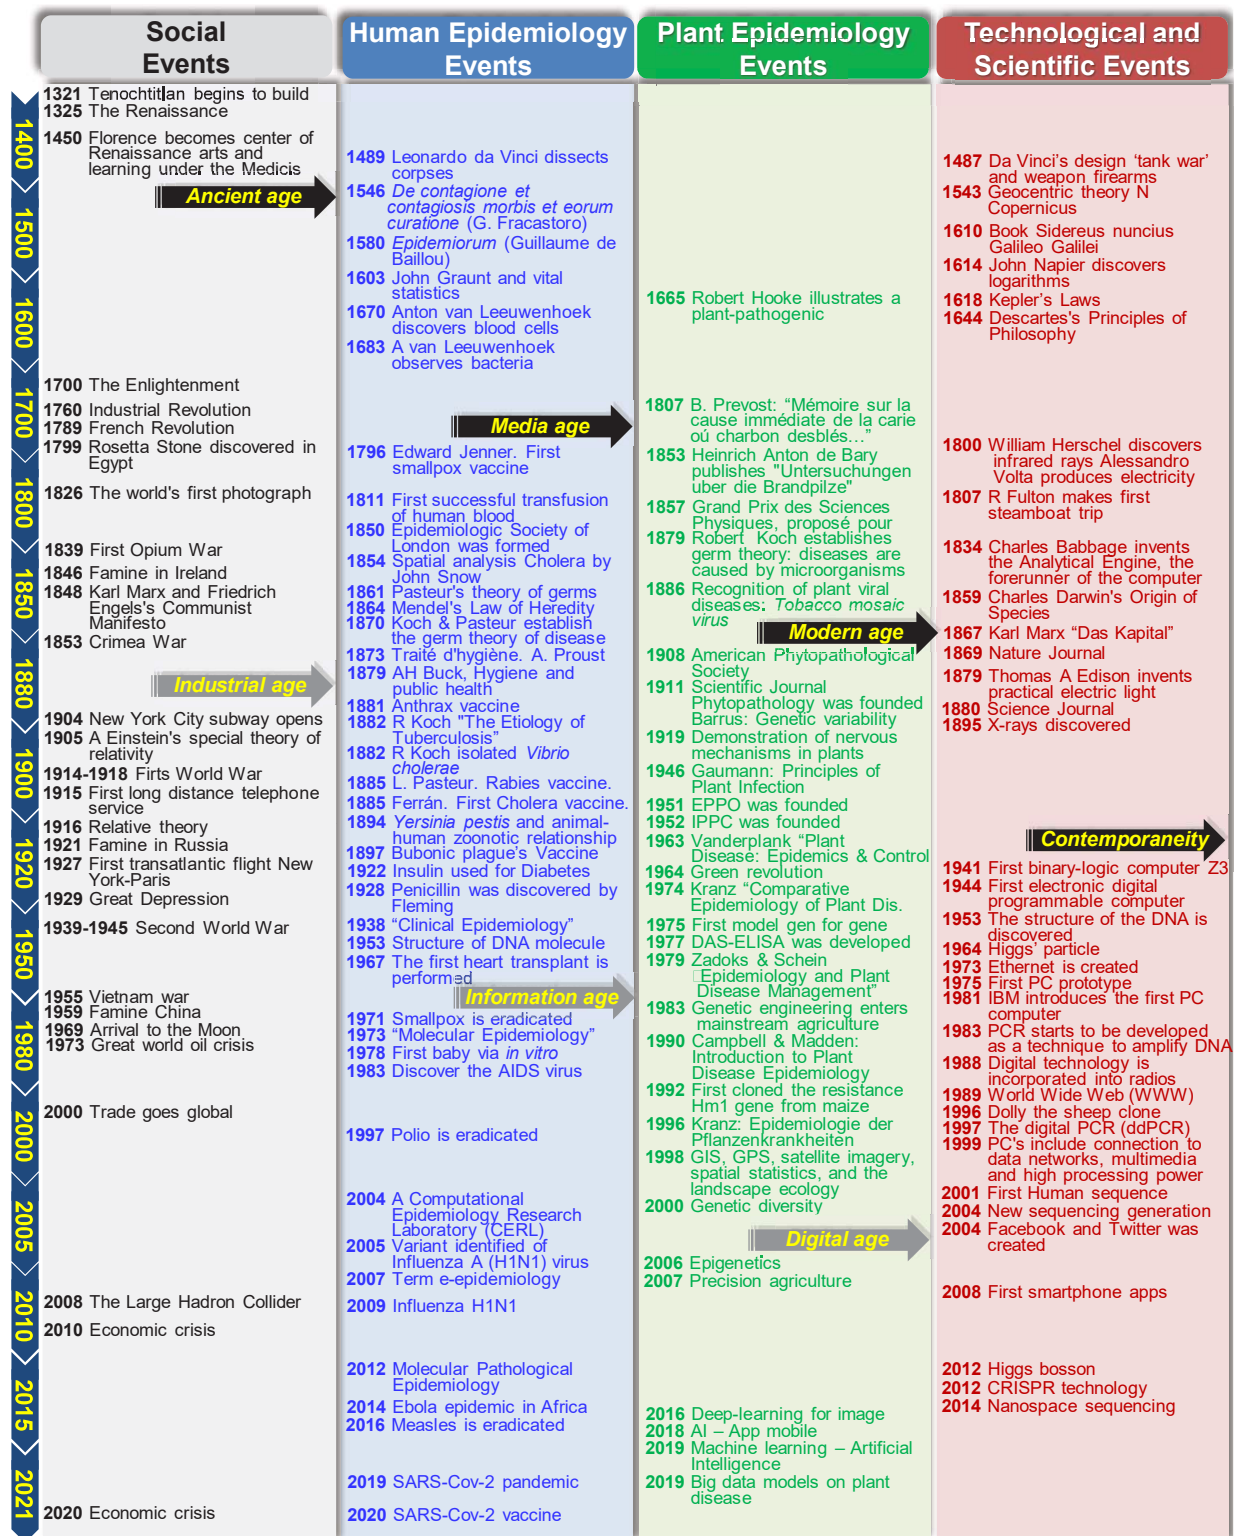 Social
Events
Human Epidemiology
Events
Plant Epidemiology
Events
Technological and
Scientific Events
1400
1500
1600
1700
1800
1850
1880
1900
1920
1950
1980
2000
2005
2010
2015
2021
1321 Tenochtitlan begins to build
1325 The Renaissance
1450 Florence becomes center of
Renaissance arts and
learning under the Medicis
Ancient age
1700 The Enlightenment
1760 Industrial Revolution
1789 French Revolution
1799 Rosetta Stone discovered in
Egypt
1826 The world's first photograph
1839 First Opium War
1846 Famine in Ireland
1848 Karl Marx and Friedrich
Engels's Communist
Manifesto
1853 Crimea War
Industrial age
1904 New York City subway opens
1905 A Einstein's special theory of
relativity
1914-1918 Firts World War
1915 First long distance telephone
service
1916 Relative theory
1921 Famine in Russia
1927 First transatlantic flight New
York-Paris
1929 Great Depression
1939-1945 Second World War
1955 Vietnam war
1959 Famine China
1969 Arrival to the Moon
1973 Great world oil crisis
2000 Trade goes global
2008 The Large Hadron Collider
2010 Economic crisis
2020 Economic crisis
1489 Leonardo da Vinci dissects
corpses
1546 De contagione et
contagiosis morbis et eorum
curatione (G. Fracastoro)
1580 Epidemiorum (Guillaume de
Baillou)
1603 John Graunt and vital
statistics
1670 Anton van Leeuwenhoek
discovers blood cells
1683 A van Leeuwenhoek
observes bacteria
Media age
1796 Edward Jenner. First
smallpox vaccine
1811 First successful transfusion
of human blood
1850 Epidemiologic Society of
London was formed
1854 Spatial analysis Cholera by
John Snow
1861 Pasteur's theory of germs
1864 Mendel's Law of Heredity
1870 Koch & Pasteur establish
the germ theory of disease
1873 Traité d'hygiène. A. Proust
1879 AH Buck, Hygiene and
public health
1881 Anthrax vaccine
1882 R Koch "The Etiology of
Tuberculosis”
1882 R Koch isolated Vibrio
cholerae
1885 L. Pasteur. Rabies vaccine.
1885 Ferrán. First Cholera vaccine.
1894 Yersinia pestis and animal-
human zoonotic relationship
1897 Bubonic plague's Vaccine
1922 Insulin used for Diabetes
1928 Penicillin was discovered by
Fleming
1938 “Clinical Epidemiology”
1953 Structure of DNA molecule
1967 The first heart transplant is
performed
Information age
1971 Smallpox is eradicated
1973 “Molecular Epidemiology”
1978 First baby via in vitro
1983 Discover the AIDS virus
1997 Polio is eradicated
2004 A Computational
Epidemiology Research
Laboratory (CERL)
2005 Variant identified of
Influenza A (H1N1) virus
2007 Term e-epidemiology
2009 Influenza H1N1
2012 Molecular Pathological
Epidemiology
2014 Ebola epidemic in Africa
2016 Measles is eradicated
2019 SARS-Cov-2 pandemic
2020 SARS-Cov-2 vaccine
1665 Robert Hooke illustrates a
plant-pathogenic
1807 B. Prevost: “Mémoire sur la
cause immédiate de la carie
oú charbon desblés…”
1853 Heinrich Anton de Bary
publishes "Untersuchungen
uber die Brandpilze"
1857 Grand Prix des Sciences
Physiques, proposé pour
1879 Robert Koch establishes
germ theory: diseases are
caused by microorganisms
1886 Recognition of plant viral
diseases: Tobacco mosaic
virus
Modern age
1908 American Phytopathological
Society
1911 Scientific Journal
Phytopathology was founded
Barrus: Genetic variability
1919 Demonstration of nervous
mechanisms in plants
1946 Gaumann: Principles of
Plant Infection
1951 EPPO was founded
1952 IPPC was founded
1963 Vanderplank “Plant
Disease: Epidemics & Control
1964 Green revolution
1974 Kranz “Comparative
Epidemiology of Plant Dis.
1975 First model gen for gene
1977 DAS-ELISA was developed
1979 Zadoks & Schein
Epidemiology and Plant
Disease Management”
1983 Genetic engineering enters
mainstream agriculture
1990 Campbell & Madden:
Introduction to Plant
Disease Epidemiology
1992 First cloned the resistance
Hm1 gene from maize
1996 Kranz: Epidemiologie der
Pflanzenkrankheiten
1998 GIS, GPS, satellite imagery,
spatial statistics, and the
landscape ecology
2000 Genetic diversity
Digital age
2006 Epigenetics
2007 Precision agriculture
2016 Deep-learning for image
2018 AI – App mobile
2019 Machine learning – Artificial
Intelligence
2019 Big data models on plant
disease
1487 Da Vinci's design ‘tank war’
and weapon firearms
1543 Geocentric theory N
Copernicus
1610 Book Sidereus nuncius
Galileo Galilei
1614 John Napier discovers
logarithms
1618 Kepler's Laws
1644 Descartes's Principles of
Philosophy
1800 William Herschel discovers
infrared rays Alessandro
Volta produces electricity
1807 R Fulton makes first
steamboat trip
1834 Charles Babbage invents
the Analytical Engine, the
forerunner of the computer
1859 Charles Darwin's Origin of
Species
1867 Karl Marx “Das Kapital”
1869 Nature Journal
1879 Thomas A Edison invents
practical electric light
1880 Science Journal
1895 X-rays discovered
Contemporaneity
1941 First binary-logic computer Z3
1944 First electronic digital
programmable computer
1953 The structure of the DNA is
discovered
1964 Higgs’ particle
1973 Ethernet is created
1975 First PC prototype
1981 IBM introduces the first PC
computer
1983 PCR starts to be developed
as a technique to amplify DNA
1988 Digital technology is
incorporated into radios
1989 World Wide Web (WWW)
1996 Dolly the sheep clone
1997 The digital PCR (ddPCR)
1999 PC's include connection to
data networks, multimedia
and high processing power
2001 First Human sequence
2004 New sequencing generation
2004 Facebook and Twitter was
created
2008 First smartphone apps
2012 Higgs bosson
2012 CRISPR technology
2014 Nanospace sequencing